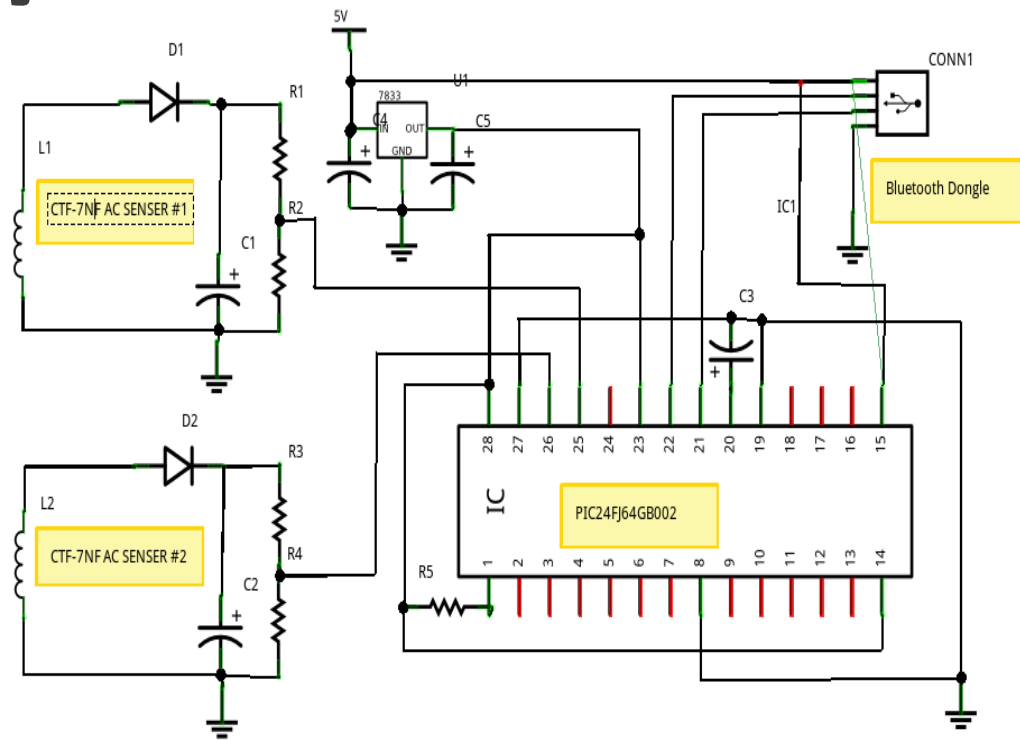 5V
D1
U1
CONN1
R1
7833
C4
IN
OUT
C5
GND
L1
CTF-7NF AC SENSER #1
R2
IC1
Bluetooth Dongle
C1
C3
D2
28
27
26
25
24
23
22
21
20
19
18
17
16
15
R3
L2
IC
PIC24FJ64GB002
CTF-7NF AC SENSER #2
R4
C2
R5
1
2
3
4
5
6
7
8
9
10
11
12
13
14